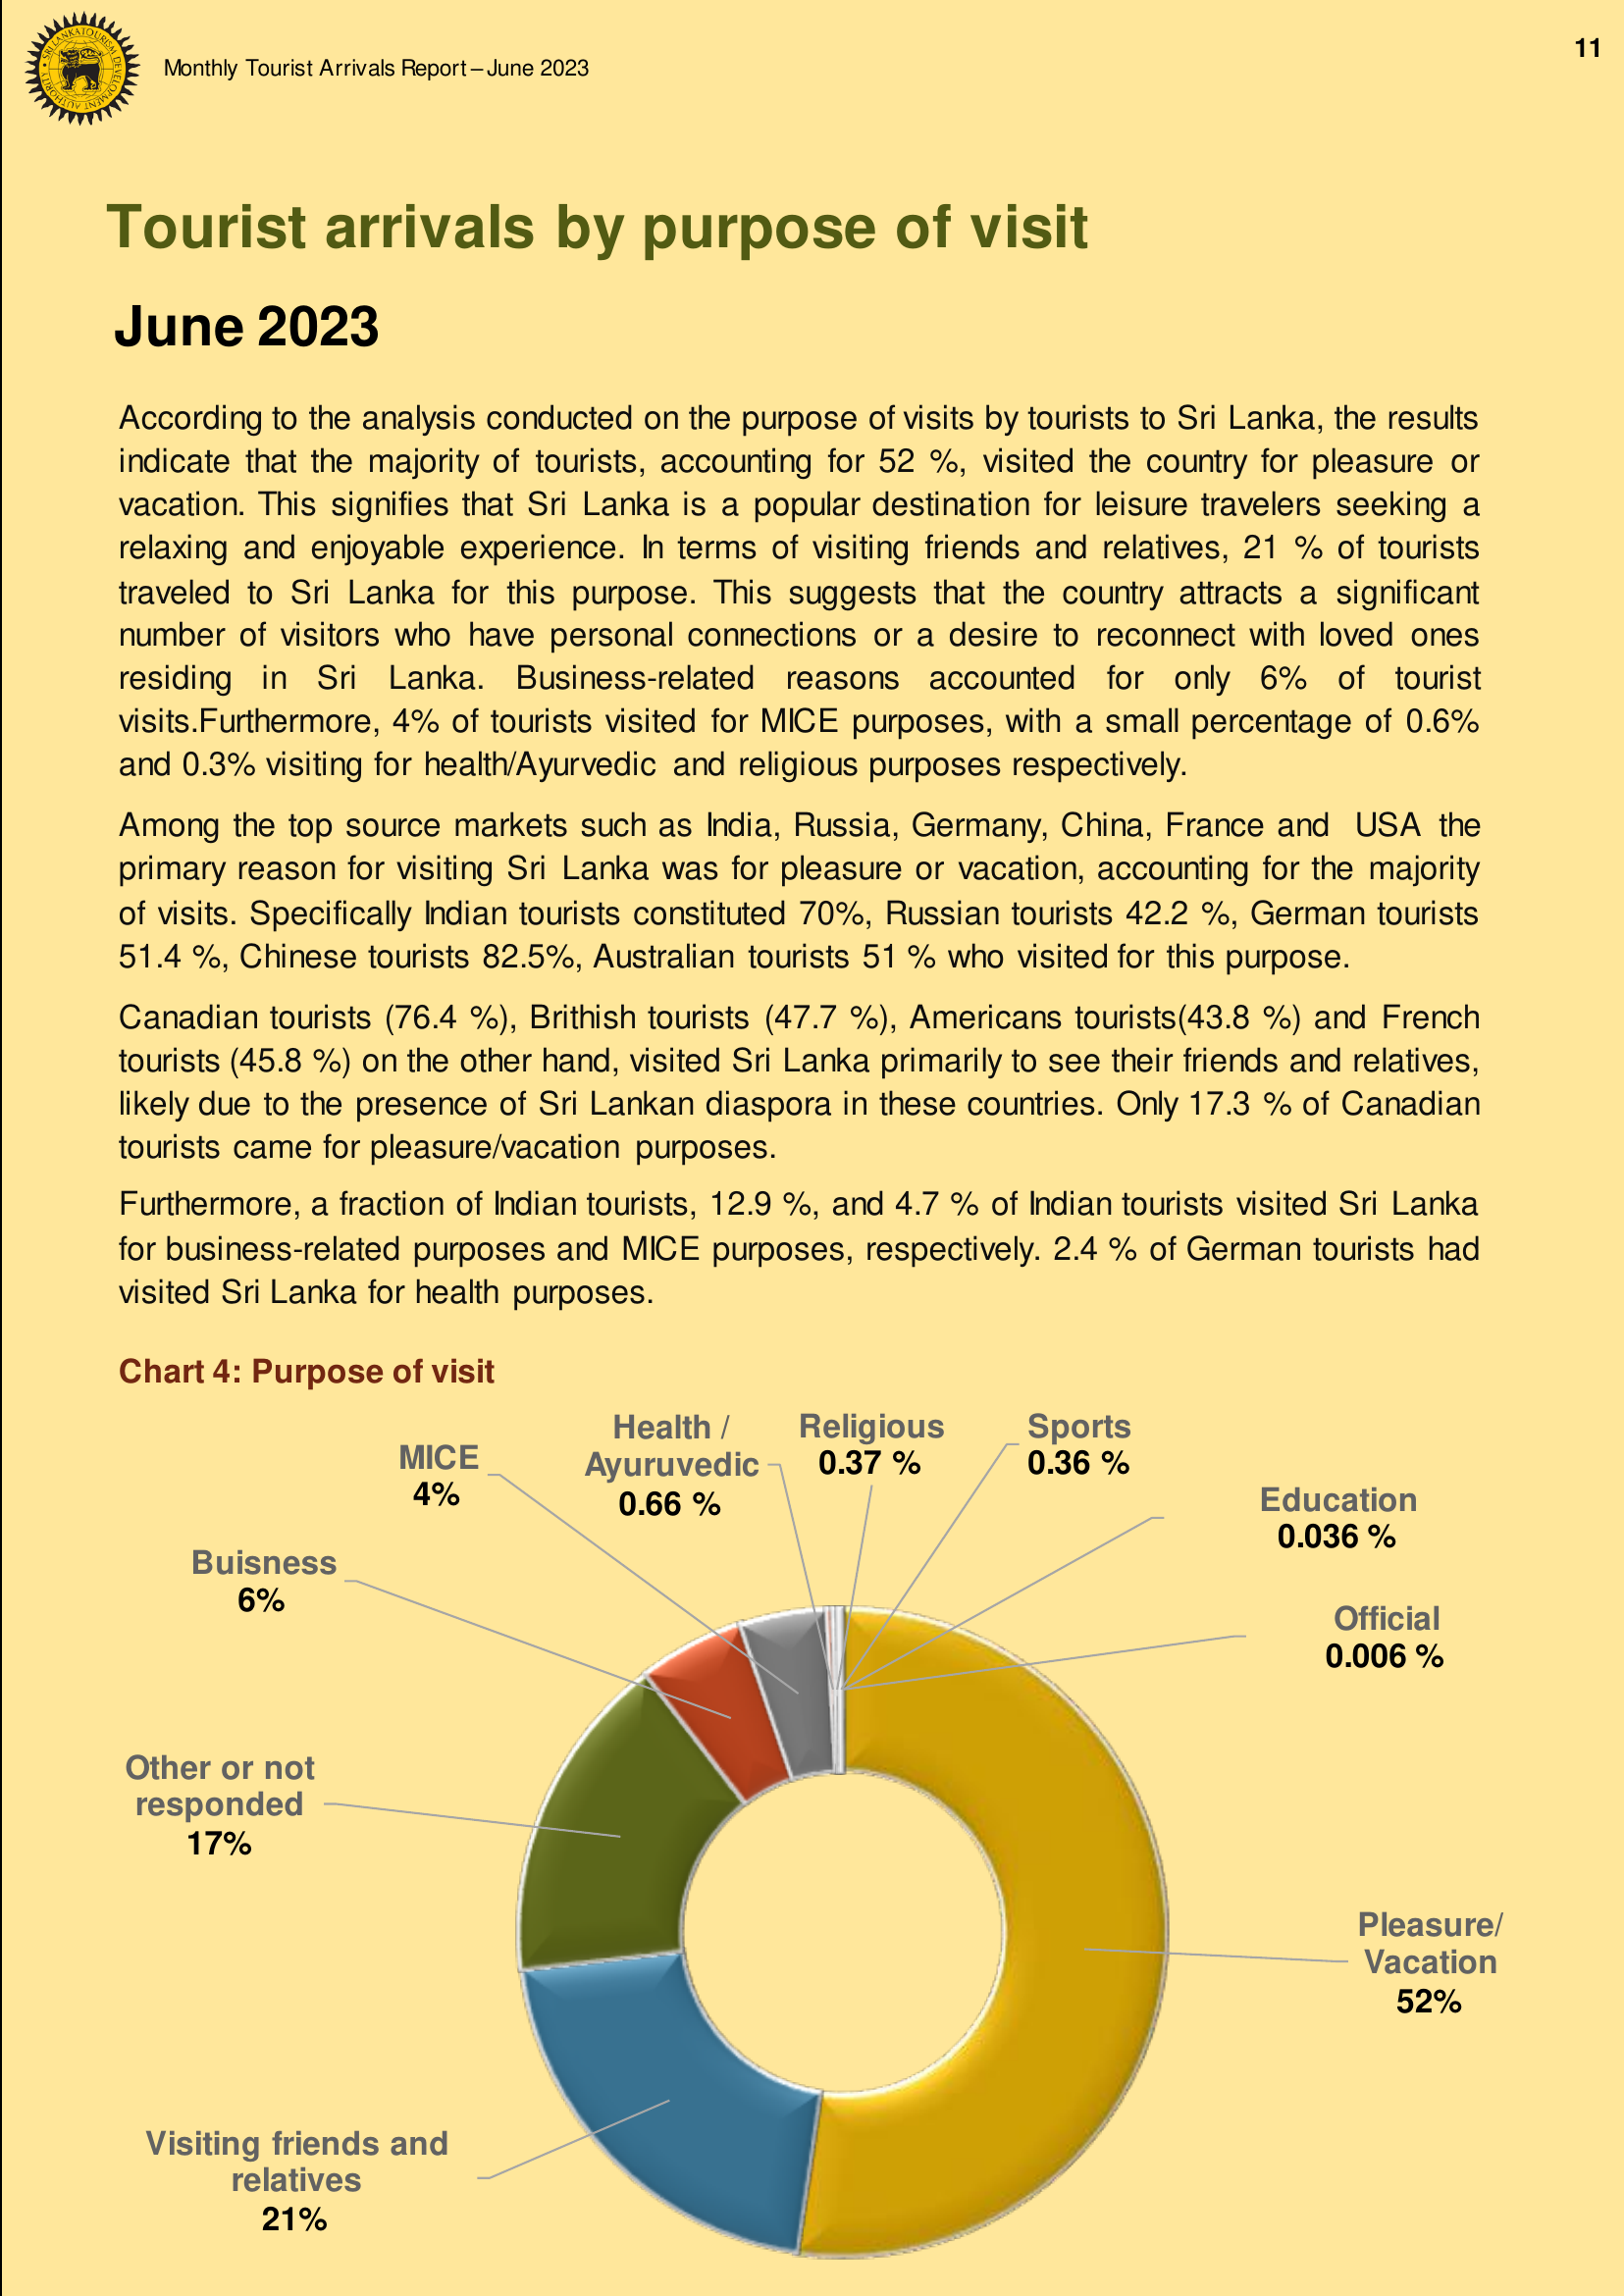 SRI LANKA TOURISM DEVELOPMENT AUTHORITY
Monthly Tourist Arrivals Report – June 2023
11
Tourist arrivals by purpose of visit
June 2023
According to the analysis conducted on the purpose of visits by tourists to Sri Lanka, the results
indicate that the majority of tourists, accounting for 52 %, visited the country for pleasure or
vacation. This signifies that Sri Lanka is a popular destination for leisure travelers seeking a
relaxing and enjoyable experience. In terms of visiting friends and relatives, 21 % of tourists
traveled to Sri Lanka for this purpose. This suggests that the country attracts a significant
number of visitors who have personal connections or a desire to reconnect with loved ones
residing in Sri Lanka. Business-related reasons accounted for only 6% of tourist
visits.Furthermore, 4% of tourists visited for MICE purposes, with a small percentage of 0.6%
and 0.3% visiting for health/Ayurvedic and religious purposes respectively.
Among the top source markets such as India, Russia, Germany, China, France and USA the
primary reason for visiting Sri Lanka was for pleasure or vacation, accounting for the majority
of visits. Specifically Indian tourists constituted 70%, Russian tourists 42.2 %, German tourists
51.4 %, Chinese tourists 82.5%, Australian tourists 51 % who visited for this purpose.
Canadian tourists (76.4 %), Brithish tourists (47.7 %), Americans tourists(43.8 %) and French
tourists (45.8 %) on the other hand, visited Sri Lanka primarily to see their friends and relatives,
likely due to the presence of Sri Lankan diaspora in these countries. Only 17.3 % of Canadian
tourists came for pleasure/vacation purposes.
Furthermore, a fraction of Indian tourists, 12.9 %, and 4.7 % of Indian tourists visited Sri Lanka
for business-related purposes and MICE purposes, respectively. 2.4 % of German tourists had
visited Sri Lanka for health purposes.
Chart 4: Purpose of visit
MICE
4%
Health /
Ayuruvedic
0.66 %
Religious
0.37 %
Sports
0.36 %
Education
0.036 %
Buisness
6%
Official
0.006 %
Other or not
responded
17%
Pleasure/
Vacation
52%
Visiting friends and
relatives
21%